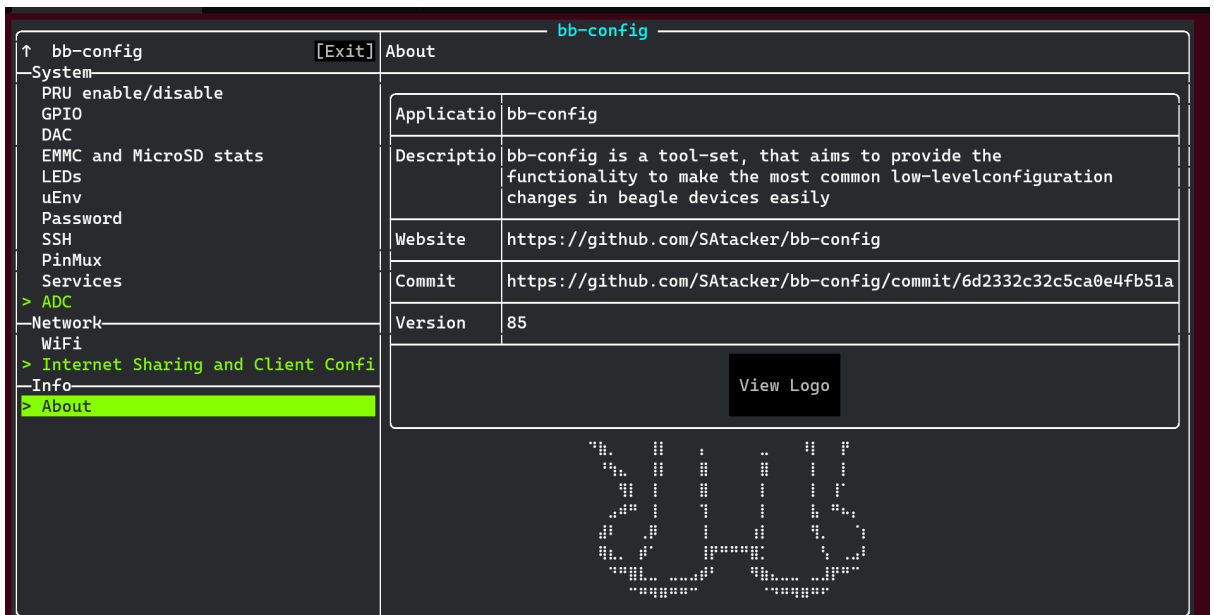 bb-config
↑ bb-config [Exit]
System
PRU enable/disable
GPIO
DAC
EMMC and MicroSD stats
LEDs
uEnv
Password
SSH
PinMux
Services
> ADC
Network
WiFi
> Internet Sharing and Client Confi
Info
> About
About
Applicatio bb-config
Descriptio bb-config is a tool-set, that aims to provide the
functionality to make the most common low-levelconfiguration
changes in beagle devices easily
Website https://github.com/SAtacker/bb-config
Commit https://github.com/SAtacker/bb-config/commit/6d2332c32c5ca0e4fb51a
Version 85
View Logo